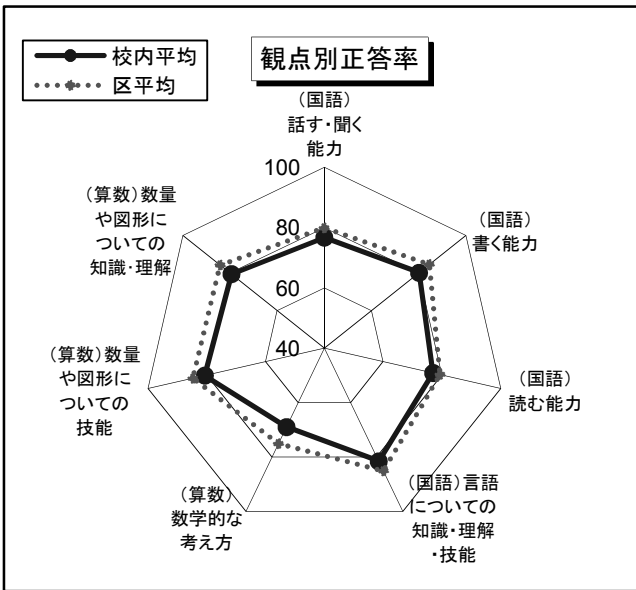 校内平均
区平均
観点別正答率
(国語)
話す・聞く
能力
(国語)
書く能力
(国語)
読む能力
(国語)言語
についての
知識・理解
・技能
(算数)
数学的な
考え方
(算数)数量
や図形に
ついての
技能
(算数)数量
や図形に
ついての
知識・理解
100
80
60
40